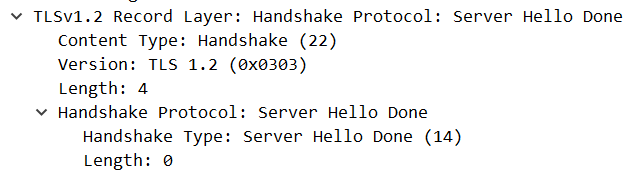 TLSv1.2 Record Layer: Handshake Protocol: Server Hello Done
Content Type: Handshake (22)
Version: TLS 1.2 (0x0303)
Length: 4
Handshake Protocol: Server Hello Done
Handshake Type: Server Hello Done (14)
Length: 0